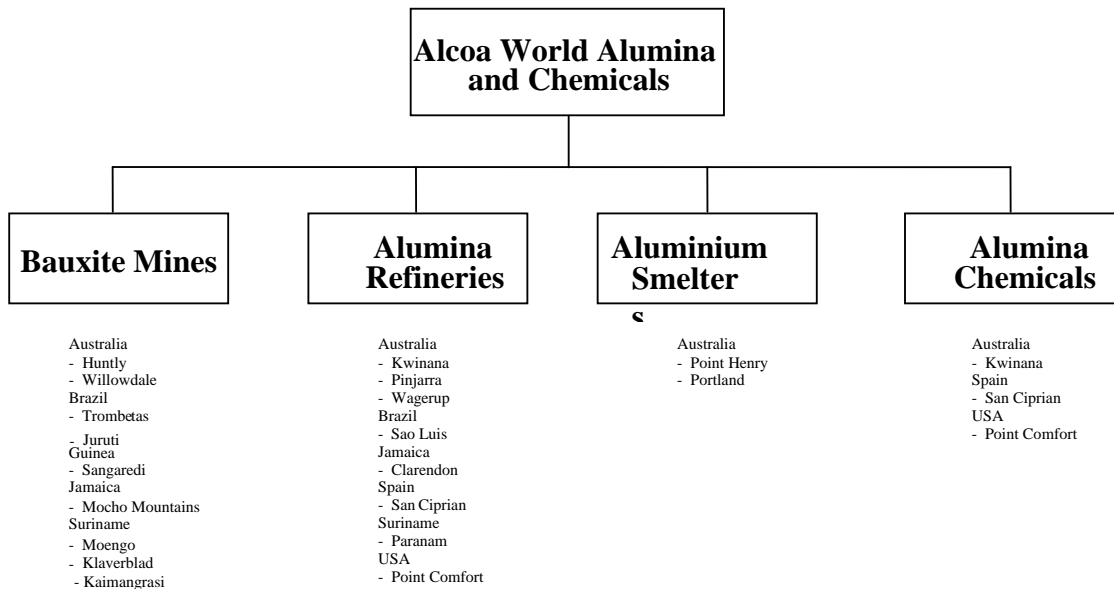 Alcoa World Alumina
and Chemicals
Bauxite Mines
Alumina
Refineries
Aluminium
Smelter
s
Alumina
Chemicals
Australia
- Huntly
- Willowdale
Brazil
- Trombetas
- Juruti
Guinea
- Sangaredi
Jamaica
- Mocho Mountains
Suriname
- Moengo
- Klaverblad
- Kaimangrasi
Australia
- Kwinana
- Pinjarra
- Wagerup
Brazil
- Sao Luis
Jamaica
- Clarendon
Spain
- San Ciprian
Suriname
- Paranam
USA
- Point Comfort
Australia
- Point Henry
- Portland
Australia
- Kwinana
Spain
- San Ciprian
USA
- Point Comfort